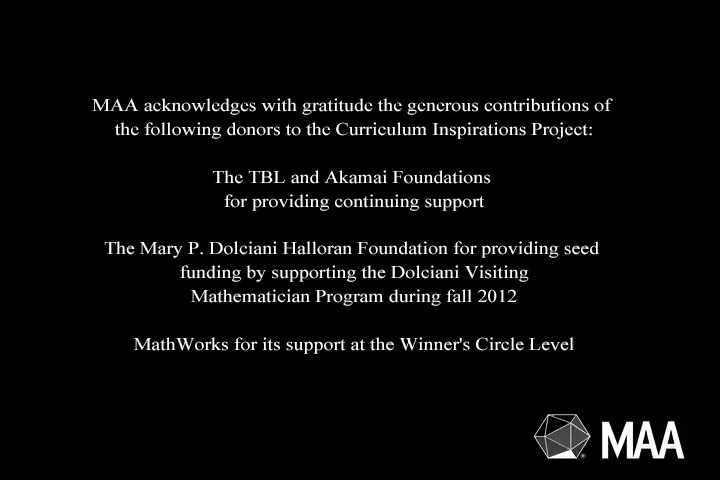 MAA acknowledges with gratitude the generous contributions of
the following donors to the Curriculum Inspirations Project:
The TBL and Akamai Foundations
for providing continuing support
The Mary P. Dolciani Halloran Foundation for providing seed
funding by supporting the Dolciani Visiting
Mathematician Program during fall 2012
MathWorks for its support at the Winner's Circle Level
® MAA